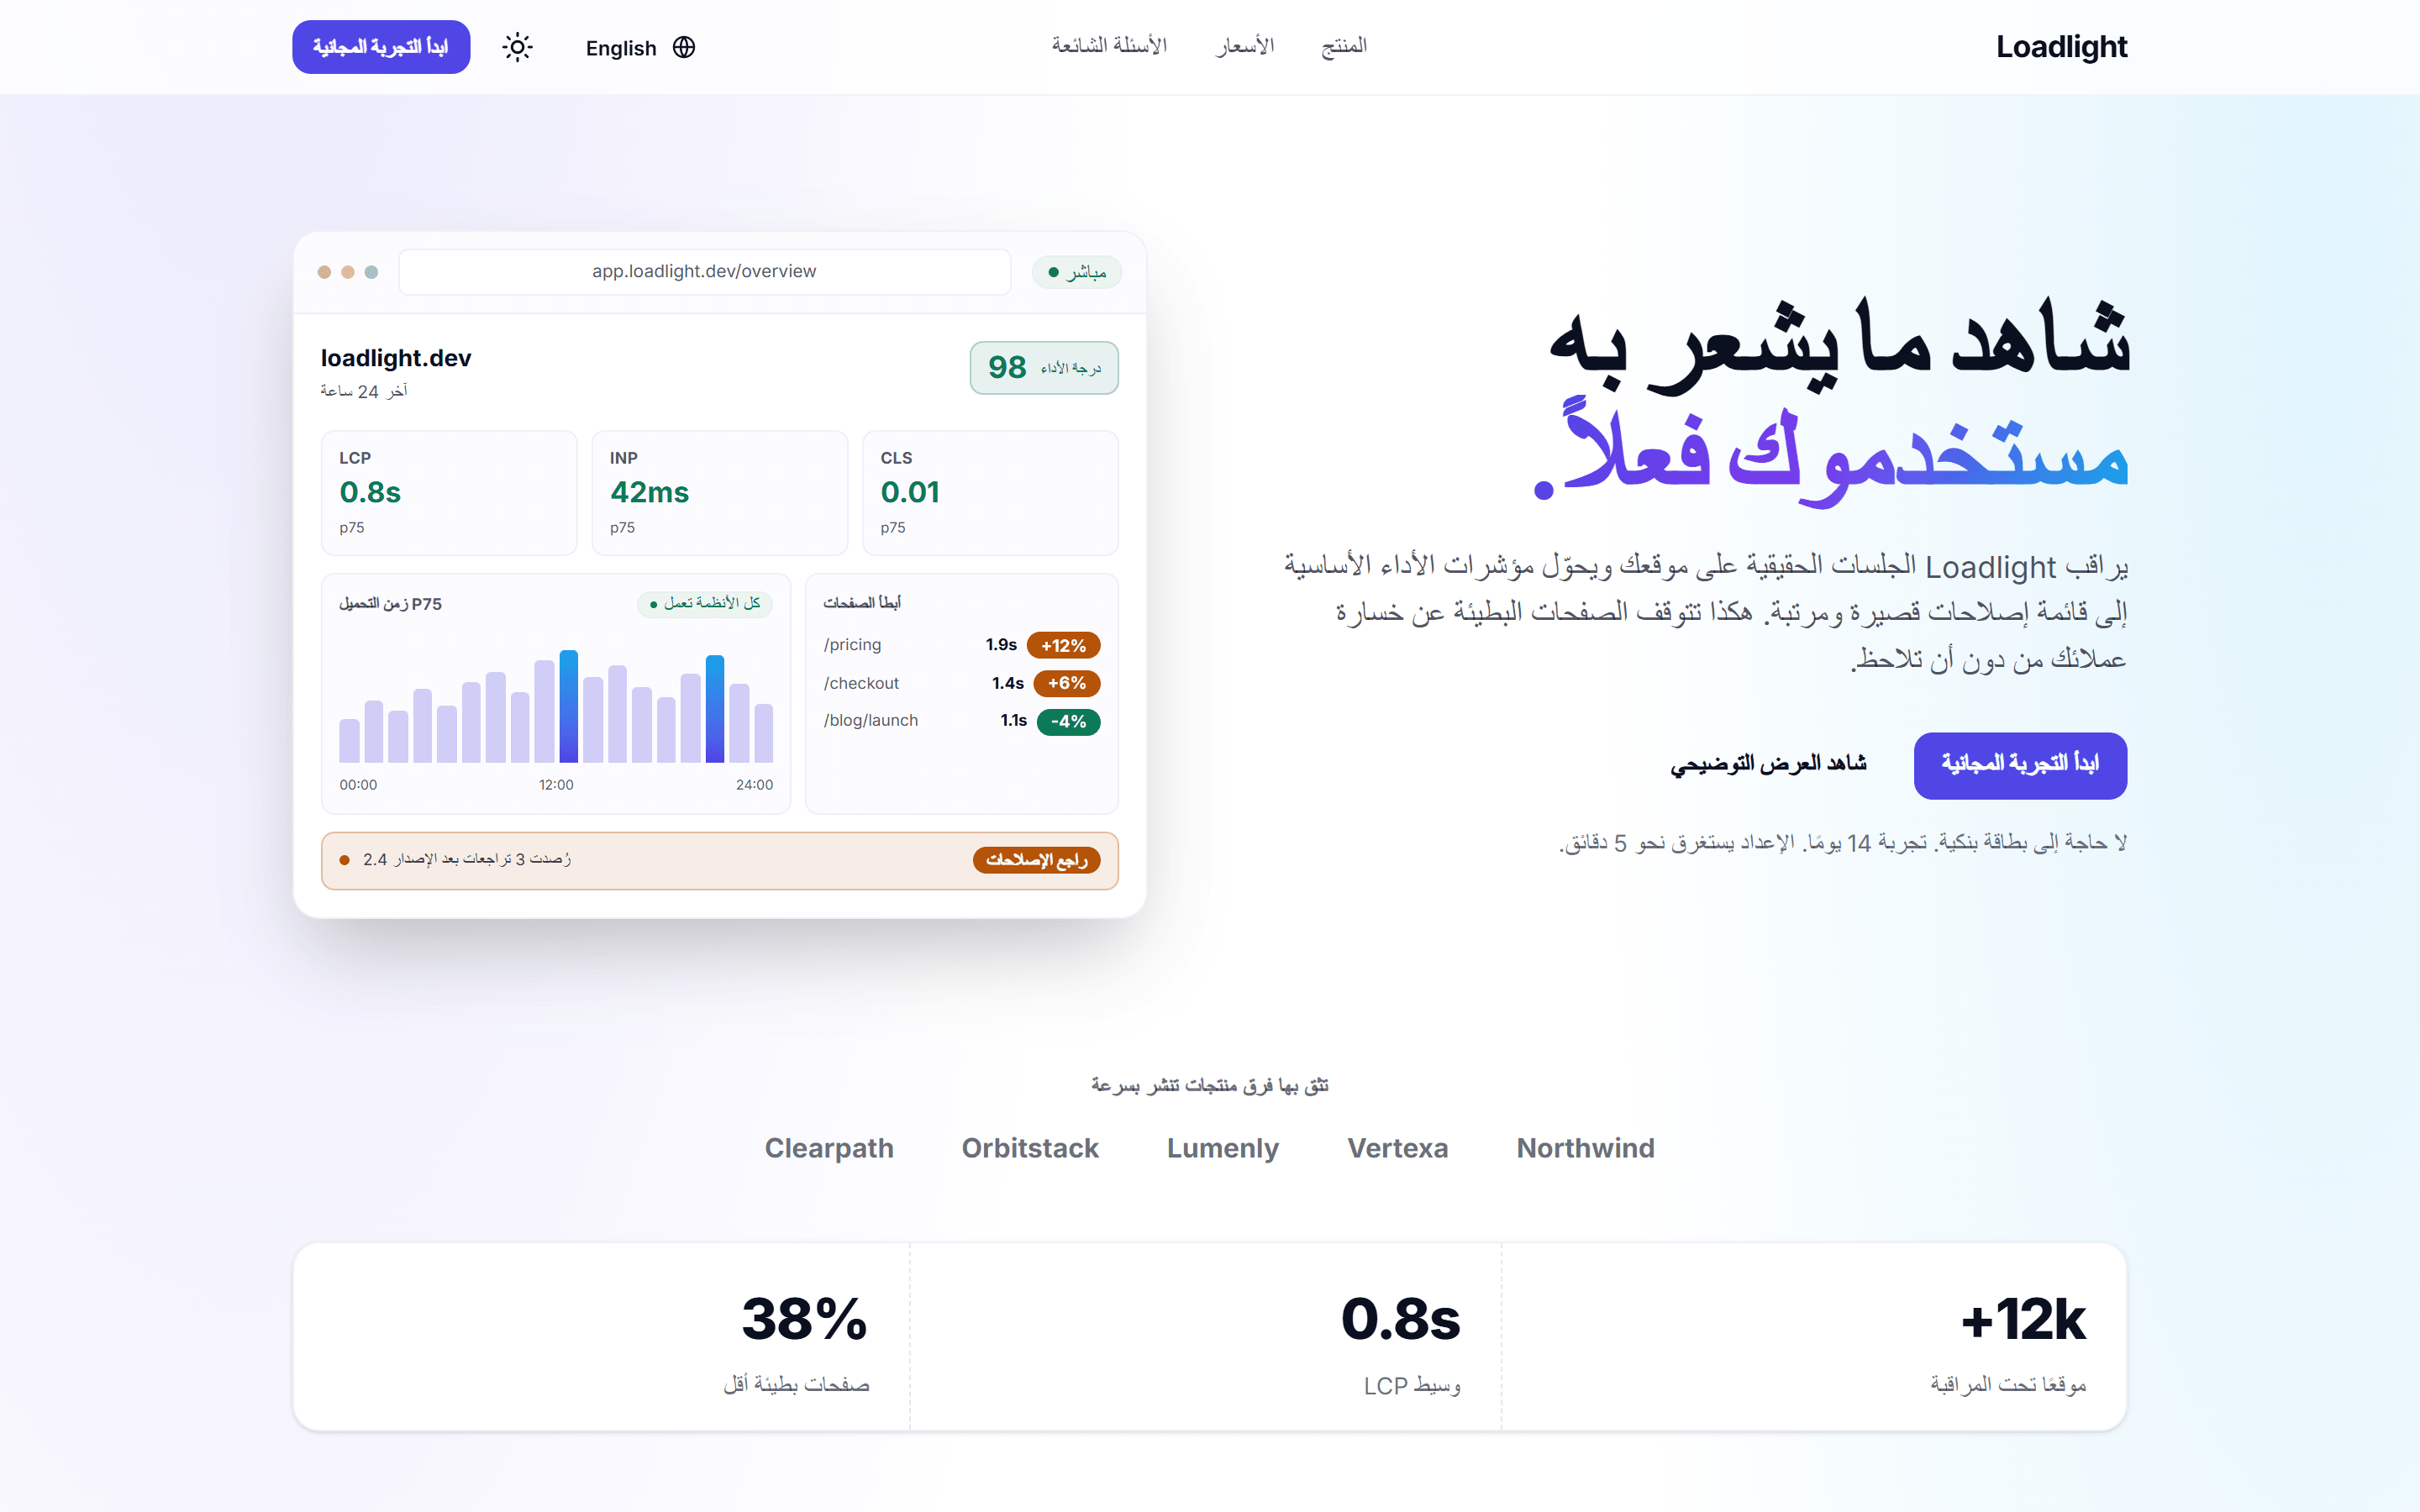 Loadlight
المنتج
الأسعار
الأسئلة الشائعة
English
ابدأ التجربة المجانية
شاهد ما يشعر به
مستخدموك فعلاً.
يراقب Loadlight الجلسات الحقيقية على موقعك ويحوّل مؤشرات الأداء الأساسية
إلى قائمة إصلاحات قصيرة ومرتبة. هكذا تتوقف الصفحات البطيئة عن خسارة
عملائك من دون أن تلاحظ.
ابدأ التجربة المجانية
شاهد العرض التوضيحي
لا حاجة إلى بطاقة بنكية. تجربة 14 يومًا. الإعداد يستغرق نحو 5 دقائق.
app.loadlight.dev/overview
مباشر
loadlight.dev
آخر 24 ساعة
درجة الأداء 98
LCP
0.8s
p75
INP
42ms
p75
CLS
0.01
p75
زمن التحميل P75
كل الأنظمة تعمل
00:00
12:00
24:00
أبطأ الصفحات
/pricing 1.9s +12%
/checkout 1.4s +6%
/blog/launch 1.1s -4%
رُصدت 3 تراجعات بعد الإصدار 2.4
راجع الإصلاحات
تثق بها فرق منتجات تنشر بسرعة
Clearpath Orbitstack Lumenly Vertexa Northwind
+12k
موقعًا تحت المراقبة
0.8s
وسيط LCP
38%
صفحات بطيئة أقل